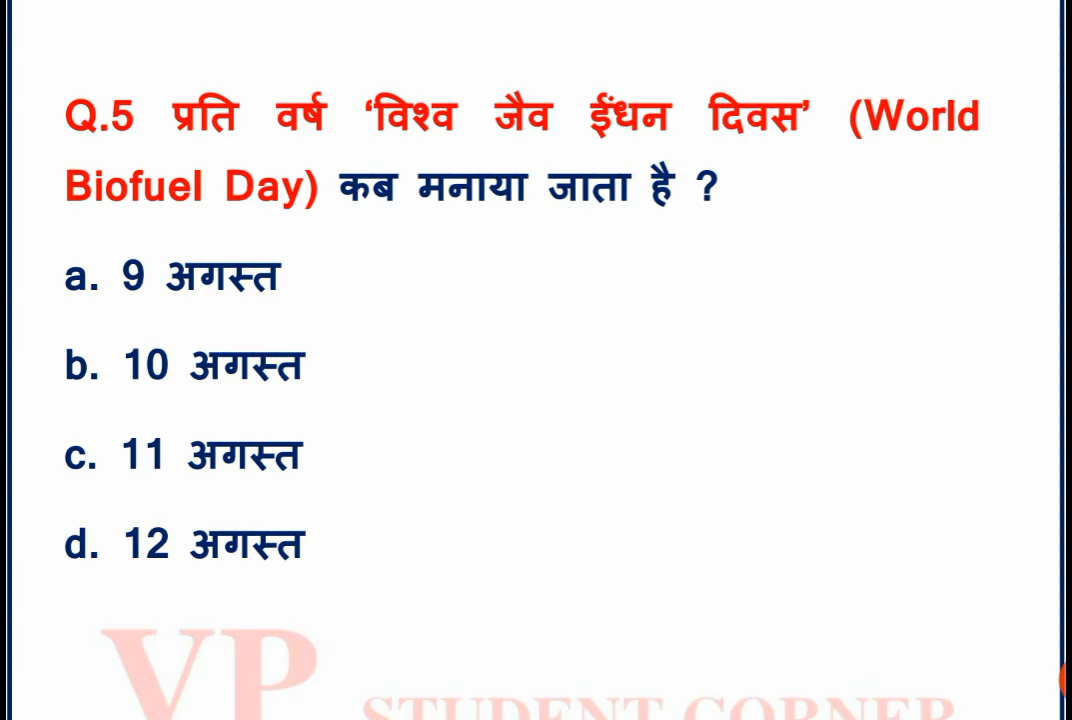 Q.5 प्रति वर्ष ‘विश्व जैव ईंधन दिवस’ (World
Biofuel Day) कब मनाया जाता है ?
a. 9 अगस्त
b. 10 अगस्त
c. 11 अगस्त
d. 12 अगस्त
VP STUDENT CORNER